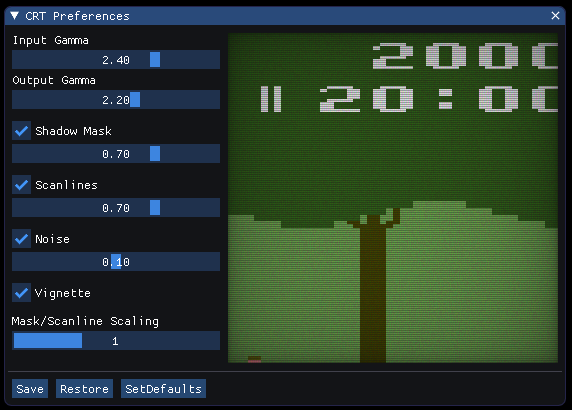 CRT Preferences
Input Gamma
2.40
Output Gamma
2.20
Shadow Mask
0.70
Scanlines
0.70
Noise
0.10
Vignette
Mask/Scanline Scaling
1
Save Restore SetDefaults
2000
|| 20:00